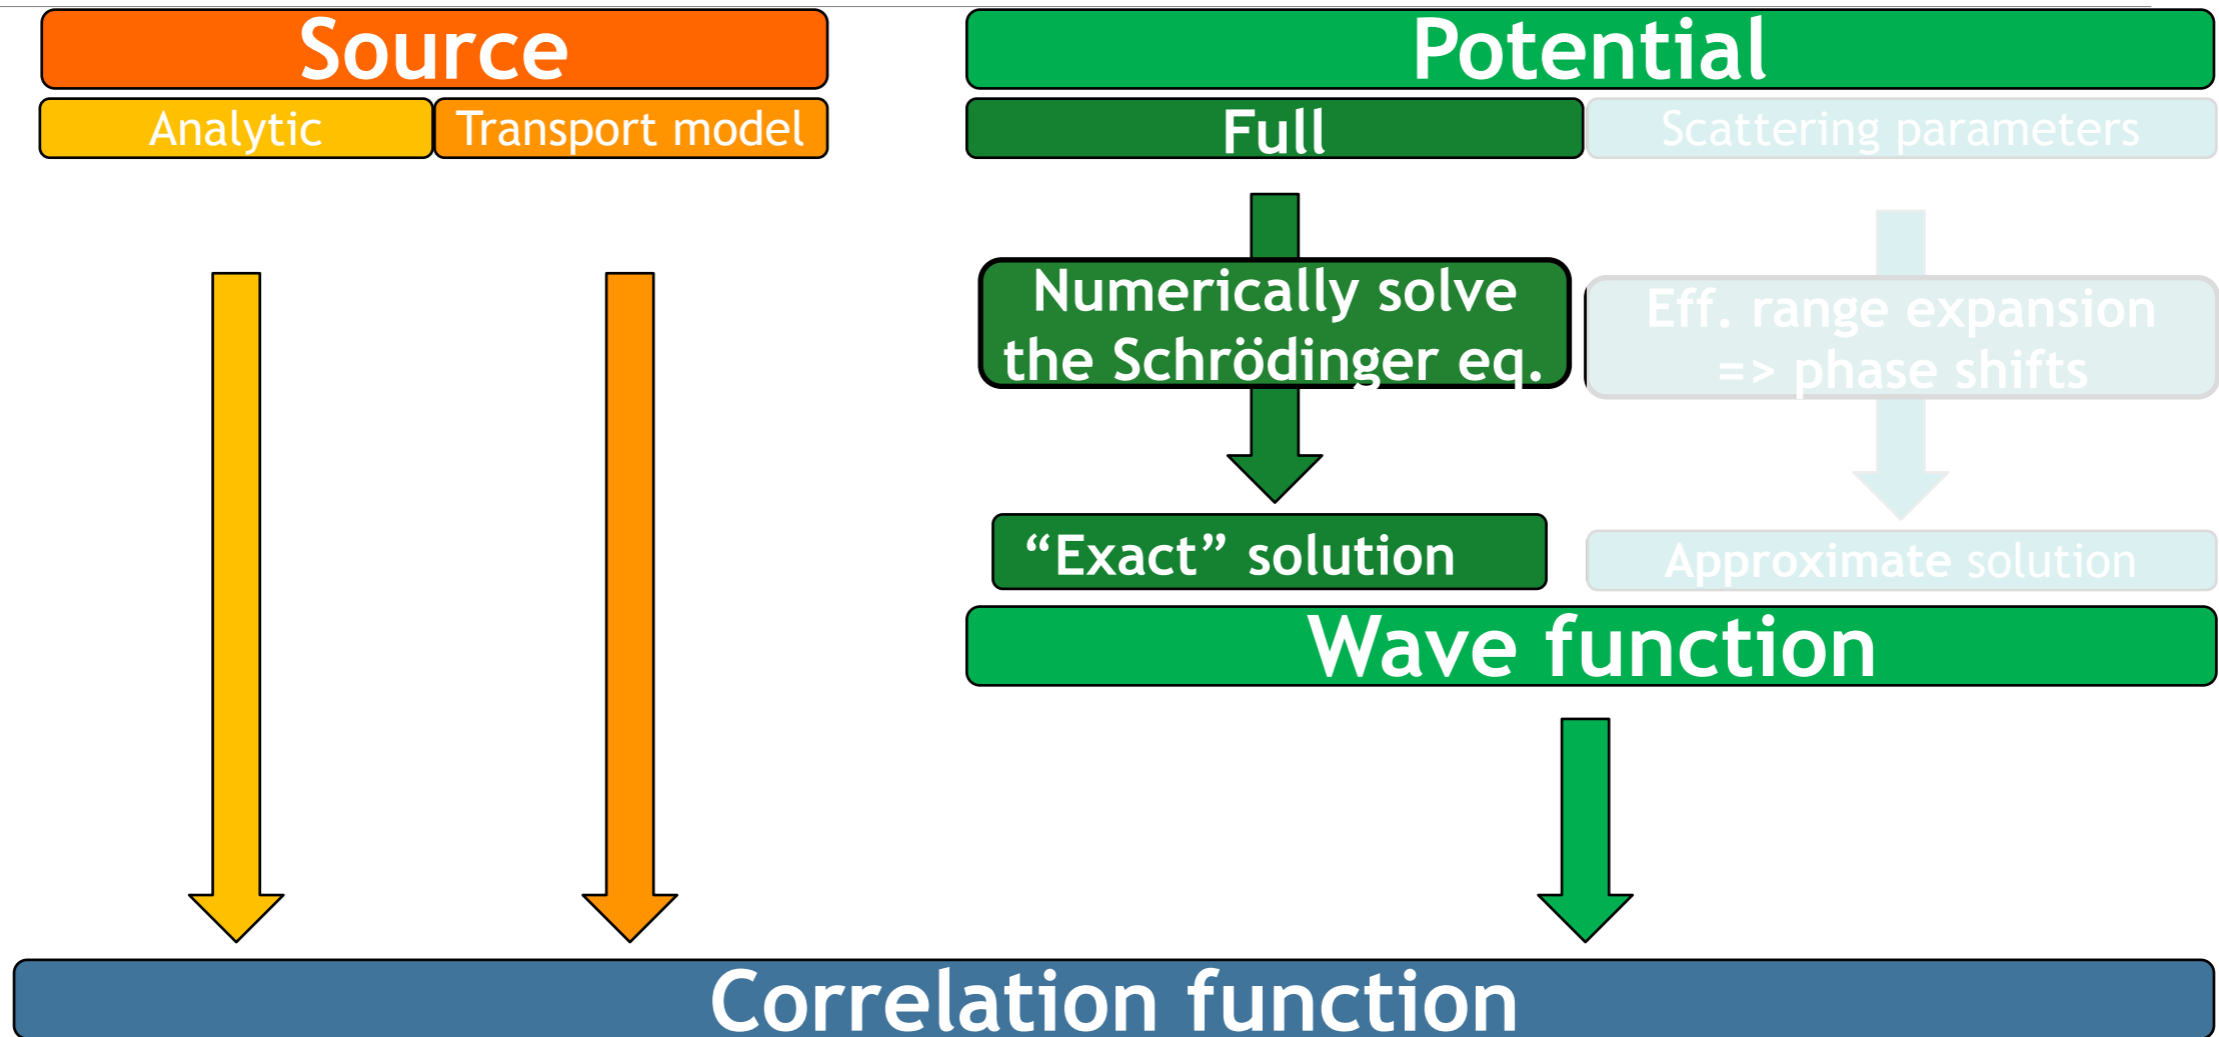 Source
Potential
Analytic
Transport model
Full
Scattering parameters
Numerically solve
the Schrödinger eq.
Eff. range expansion
=> phase shifts
“Exact” solution
Approximate solution
Wave function
Correlation function